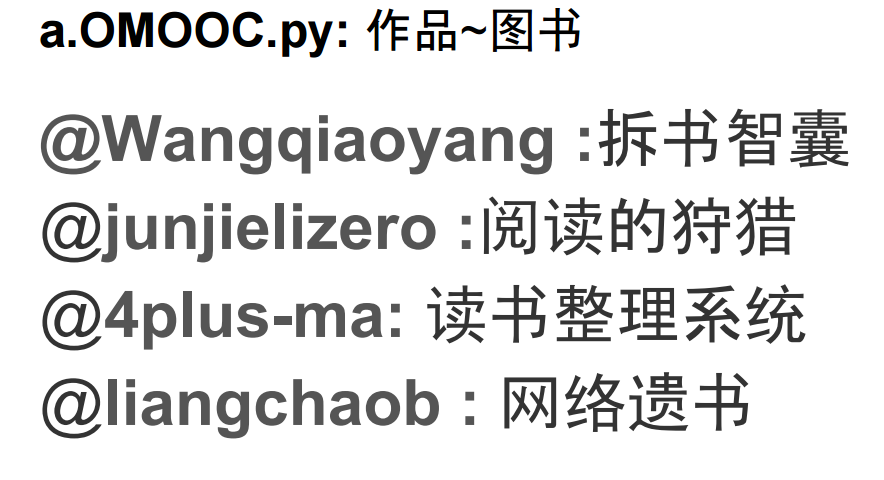 a.OMOOC.py: 作品~图书
@Wangqiaoyang :拆书智囊
@junjielizero :阅读的狩猎
@4plus-ma: 读书整理系统
@liangchaob : 网络遗书